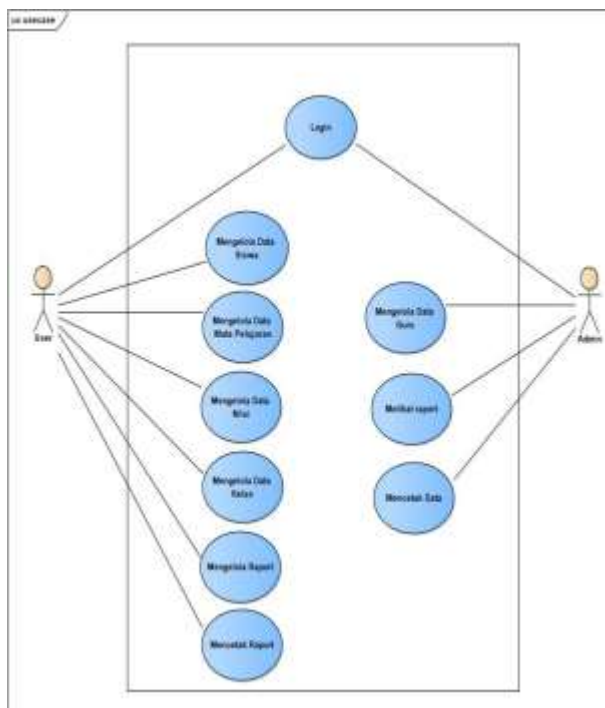 uc usecase
Login
Mengelola Data
Siswa
Mengelola Data
Mata Pelajaran
Mengelola Data
Nilai
Mengelola Data
Kelas
Mengelola Raport
Mencetak Raport
User
Mengelola Data
Guru
Melihat raport
Mencetak Data
Admin